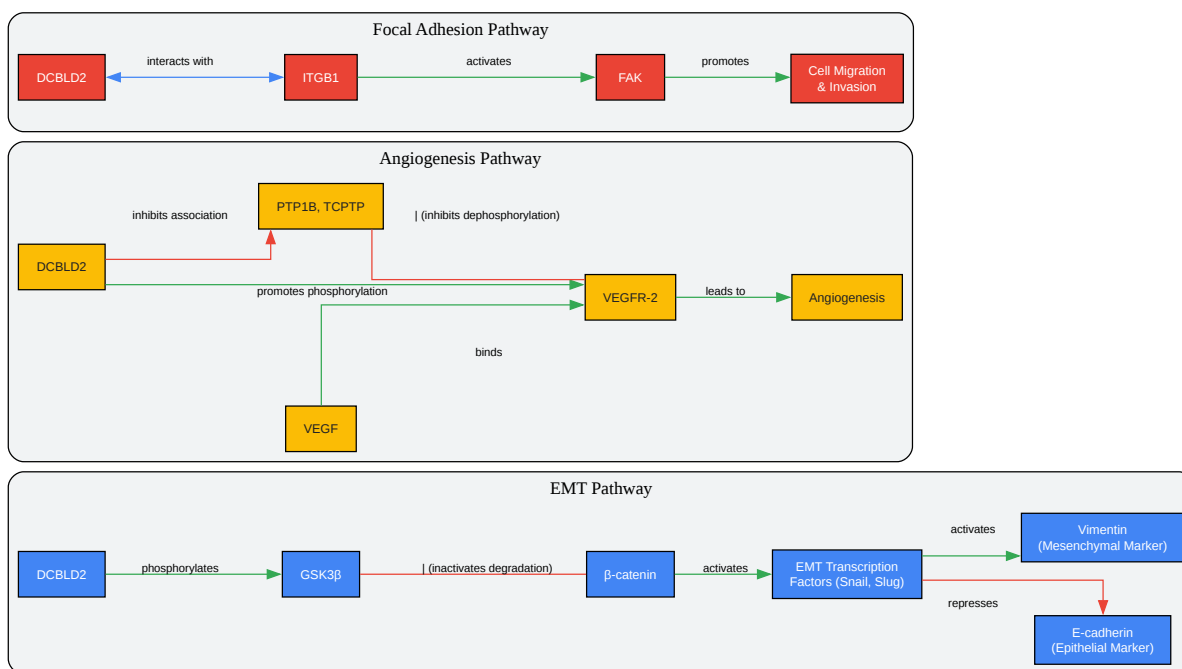 Focal Adhesion Pathway
DCBLD2
interacts with
ITGB1
activates
FAK
promotes
Cell Migration
& Invasion
Angiogenesis Pathway
PTP1B, TCPTP
inhibits association
| (inhibits dephosphorylation)
DCBLD2
promotes phosphorylation
VEGFR-2
leads to
Angiogenesis
binds
VEGF
EMT Pathway
DCBLD2
phosphorylates
GSK3β
| (inactivates degradation)
β-catenin
activates
EMT Transcription
Factors (Snail, Slug)
activates
Vimentin
(Mesenchymal Marker)
represses
E-cadherin
(Epithelial Marker)